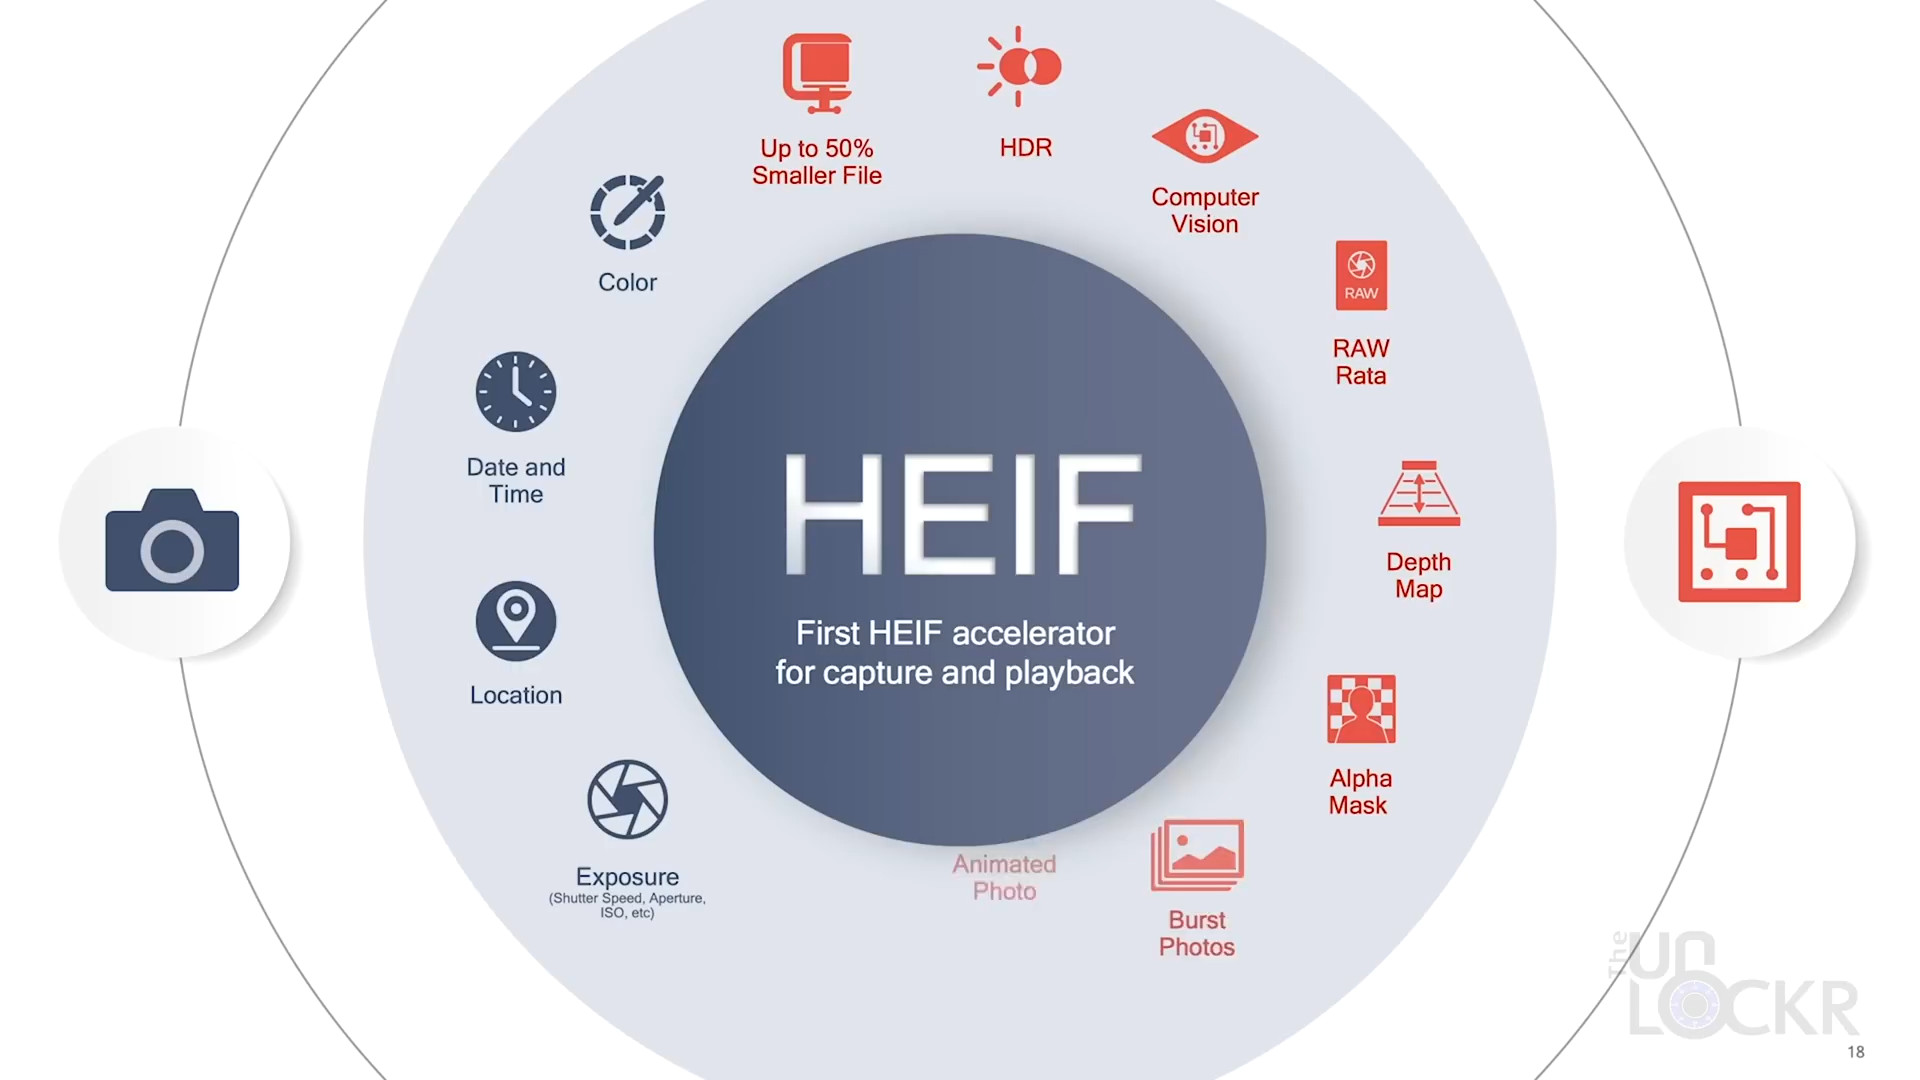 Up to 50%
Smaller File
HDR
Computer
Vision
Color
RAW
RAW
Rata
Date and
Time
HEIF
First HEIF accelerator
for capture and playback
Depth
Map
Location
Alpha
Mask
Exposure
(Shutter Speed, Aperture,
ISO, etc)
Animated
Photo
Burst
Photos
The
UN
LOCKR
18